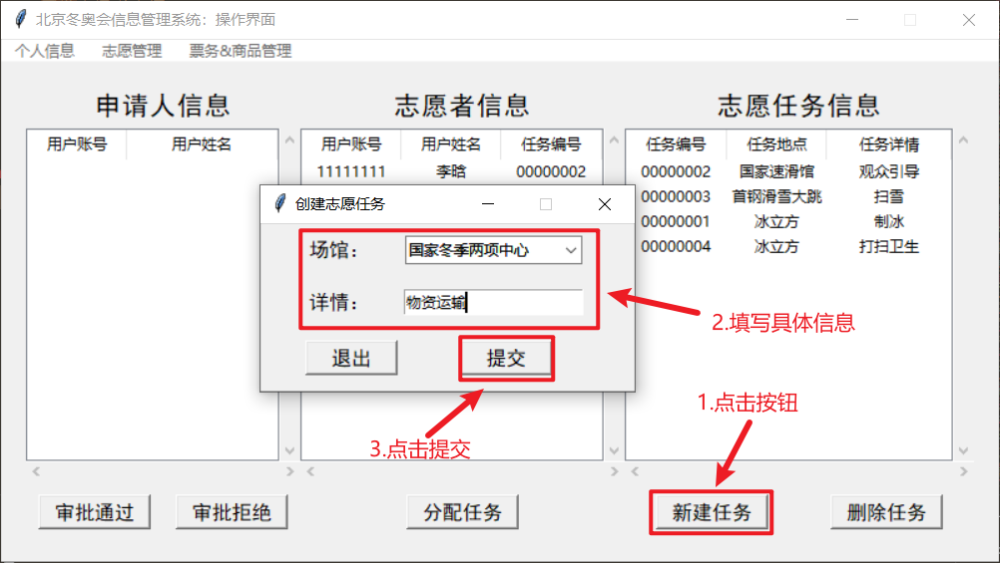 北京冬奥会信息管理系统：操作界面
个人信息 志愿管理 票务&商品管理
申请人信息 志愿者信息 志愿任务信息
用户账号 用户姓名 用户账号 用户姓名 任务编号 任务编号 任务地点 任务详情
11111111 李晗 00000002 00000002 国家速滑馆 观众引导
00000003 首钢滑雪大跳 扫雪
00000001 冰立方 制冰
00000004 冰立方 打扫卫生
创建志愿任务
场馆： 国家冬季两项中心
详情： 物资运输
退出 提交
2.填写具体信息
1.点击按钮
3.点击提交
审批通过 审批拒绝 分配任务 新建任务 删除任务